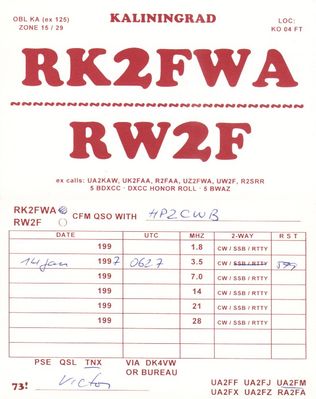 OBL KA (ex 125)
ZONE 15 / 29
KALININGRAD
LOC:
KO 04 FT
RK2FWA
RW2F
ex calls: UA2KAW, UK2FAA, R2FAA, UZ2FWA, UW2F, R2SRR
5 BDXCC · DXCC HONOR ROLL · 5 BWAZ
RK2FWA
RW2F
CFM QSO WITH HP2CWB
DATE UTC MHZ 2-WAY R S T
199 1.8 CW / SSB / RTTY
14 Jan 1997 0627 3.5 CW / SSB / RTTY 599
199 7.0 CW / SSB / RTTY
199 14 CW / SSB / RTTY
199 21 CW / SSB / RTTY
199 28 CW / SSB / RTTY
PSE QSL TNX VIA DK4VW
OR BUREAU
73! Victor
UA2FF UA2FJ UA2FM
UA2FX UA2FZ RA2FA